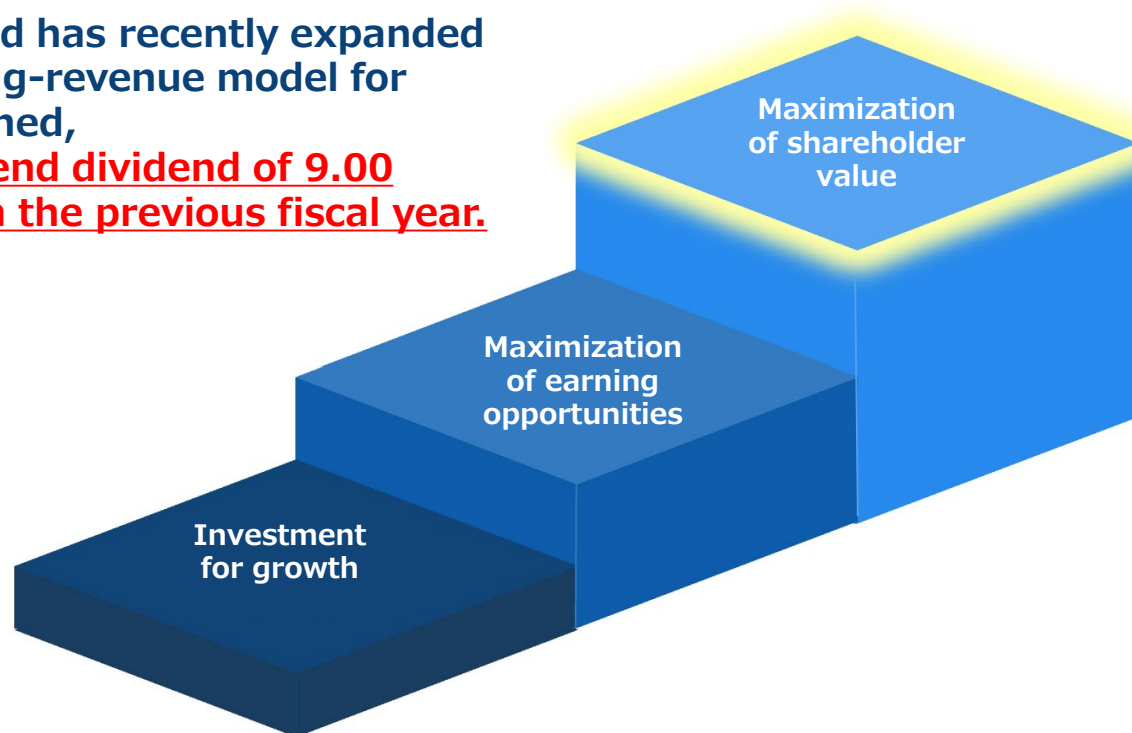 d has recently expanded
g-revenue model for
ned,
end dividend of 9.00
the previous fiscal year.
Maximization
of shareholder
value
Maximization
of earning
opportunities
Investment
for growth